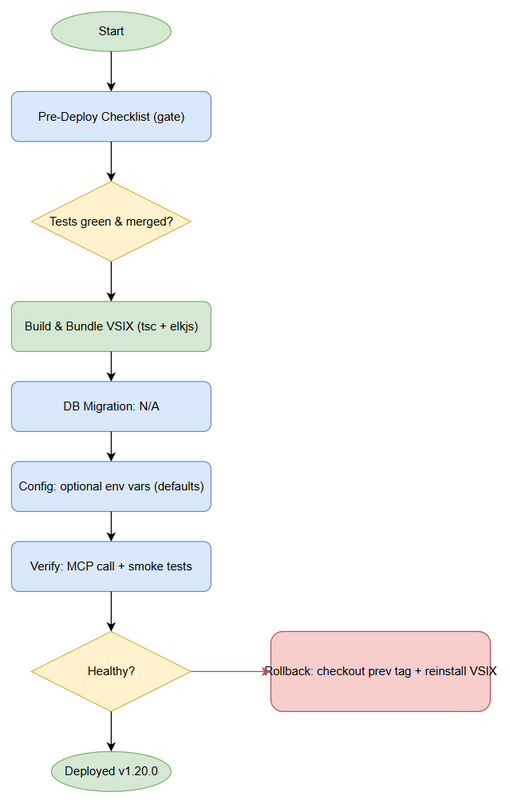 Start
Pre-Deploy Checklist (gate)
Tests green & merged?
Build & Bundle VSIX (tsc + elkjs)
DB Migration: N/A
Config: optional env vars (defaults)
Verify: MCP call + smoke tests
Healthy?
Rollback: checkout prev tag + reinstall VSIX
Deployed v1.20.0